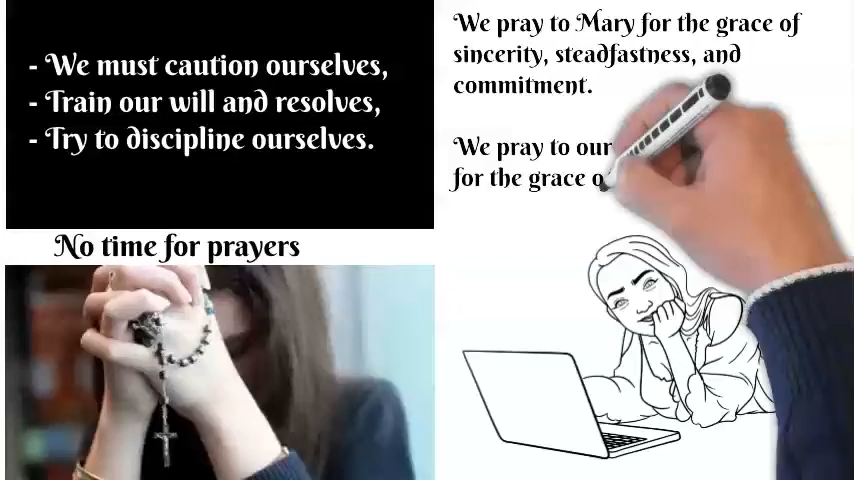 - We must caution ourselves,
- Train our will and resolves,
- Try to discipline ourselves.
No time for prayers
We pray to Mary for the grace of
sincerity, steadfastness, and
commitment.
We pray to our
for the grace o